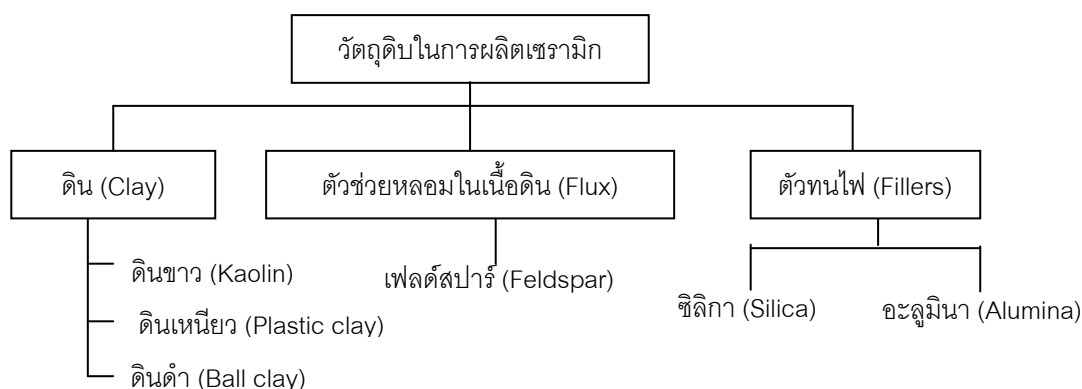 วัตถุดิบในการผลิตเซรามิก
ดิน (Clay)
ตัวช่วยหลอมในเนื้อดิน (Flux)
ตัวทนไฟ (Fillers)
ดินขาว (Kaolin)
ดินเหนียว (Plastic clay)
ดินดำ (Ball clay)
เฟลด์สปาร์ (Feldspar)
ซิลิกา (Silica)
อะลูมินา (Alumina)